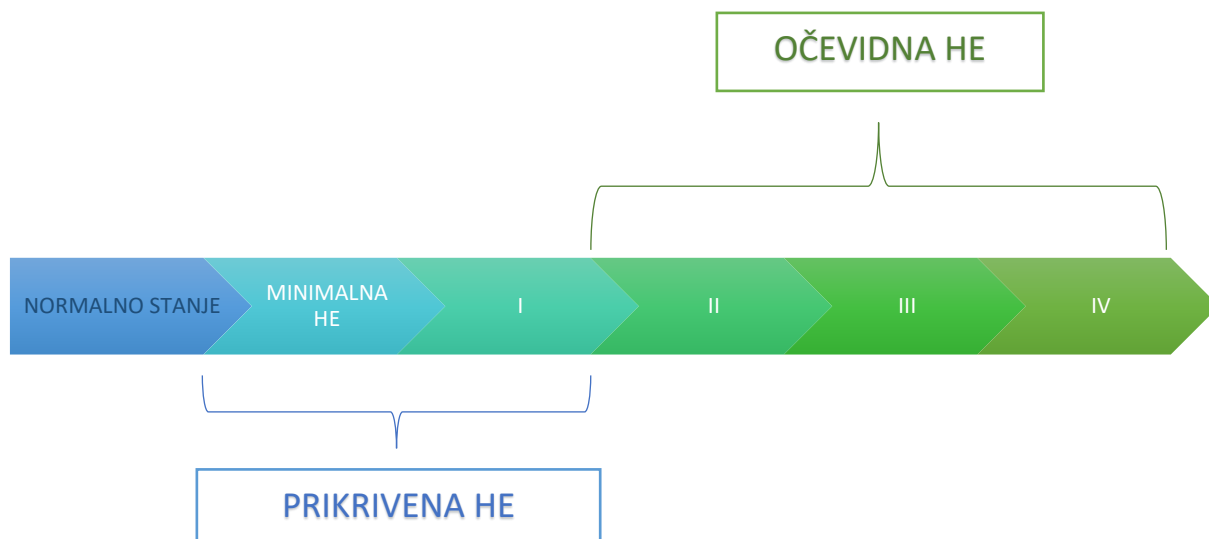 OČEVIDNA HE
NORMALNO STANJE
MINIMALNA
HE
I
II
III
IV
PRIKRIVENA HE